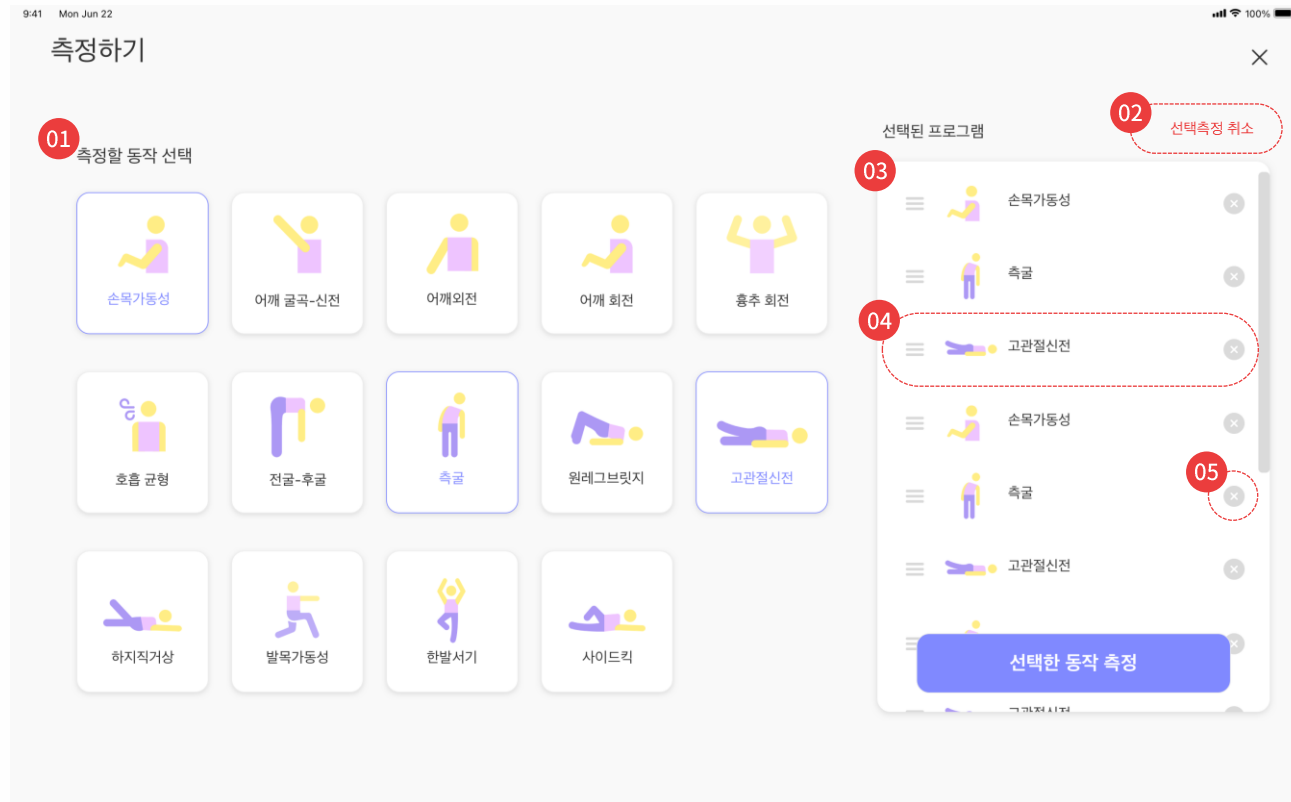 9:41 Mon Jun 22
100%
측정하기
01
측정할 동작 선택
손목가동성
어깨 굴곡-신전
어깨외전
어깨 회전
흉추 회전
호흡 균형
전굴-후굴
측굴
원레그브릿지
고관절신전
하지직거상
발목가동성
한발서기
사이드킥
선택된 프로그램
02
선택측정 취소
03
손목가동성
측굴
04
고관절신전
손목가동성
05
측굴
고관절신전
선택한 동작 측정
고관절신전